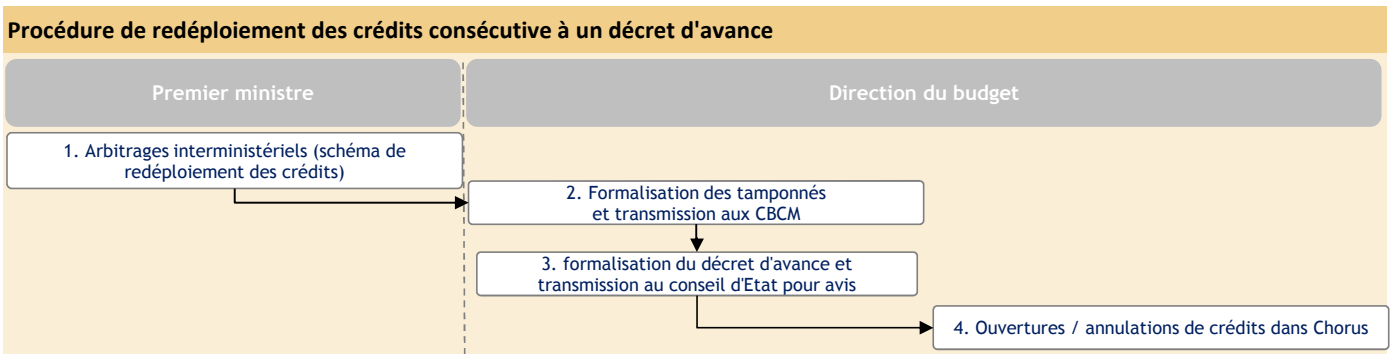 Procédure de redéploiement des crédits consécutive à un décret d'avance
Premier ministre
Direction du budget
1. Arbitrages interministériels (schéma de
redéploiement des crédits)
2. Formalisation des tamponnés
et transmission aux CBCM
3. formalisation du décret d'avance et
transmission au conseil d'Etat pour avis
4. Ouvertures / annulations de crédits dans Chorus